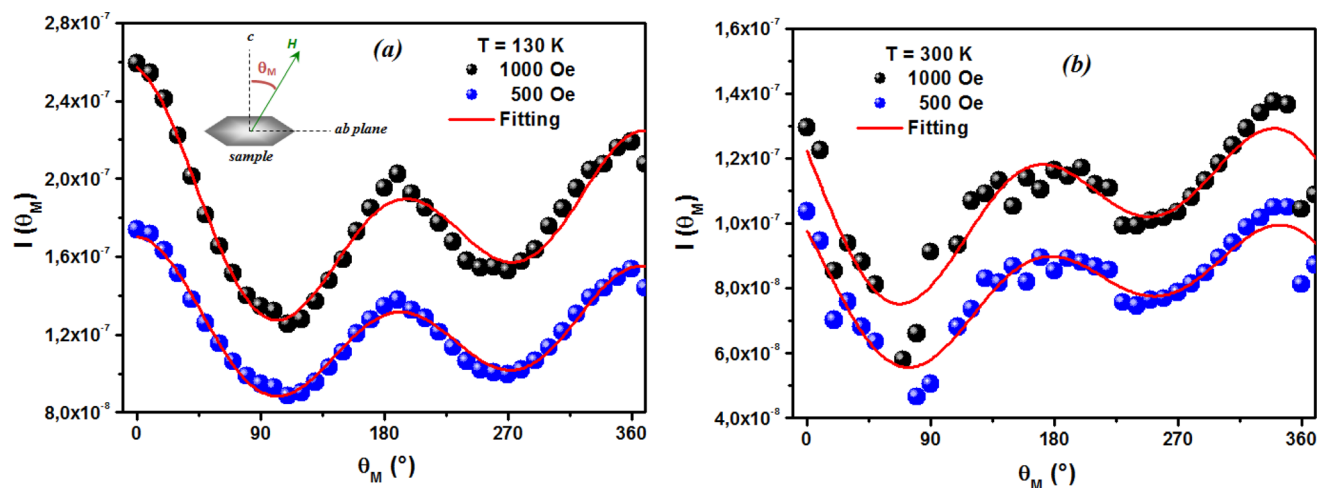 2,8x10-7
2,4x10-7
2,0x10-7
1,6x10-7
1,2x10-7
8,0x10-8
I (θM)
0 90 180 270 360
θM (°)
(a)
T = 130 K
1000 Oe
500 Oe
Fitting
c
H
θM
ab plane
sample
1,6x10-7
1,4x10-7
1,2x10-7
1,0x10-7
8,0x10-8
6,0x10-8
4,0x10-8
I (θM)
0 90 180 270 360
θM (°)
T = 300 K
(b)
1000 Oe
500 Oe
Fitting